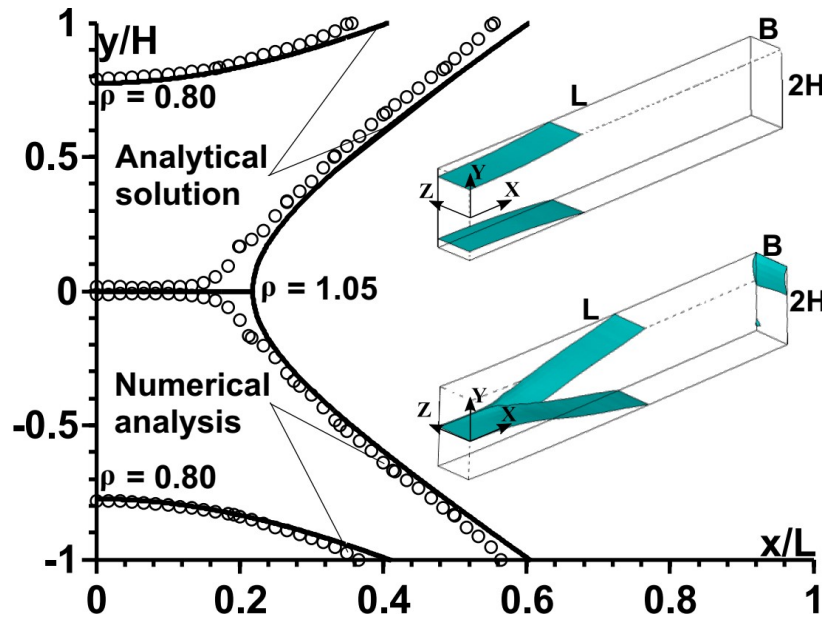 1
y/H
ρ = 0.80
0.5
Analytical
solution
0
ρ = 1.05
Numerical
analysis
-0.5
ρ = 0.80
-1
x/L
0
0.2
0.4
0.6
0.8
1
B
L
2H
Y
Z
X
B
L
2H
Y
Z
X